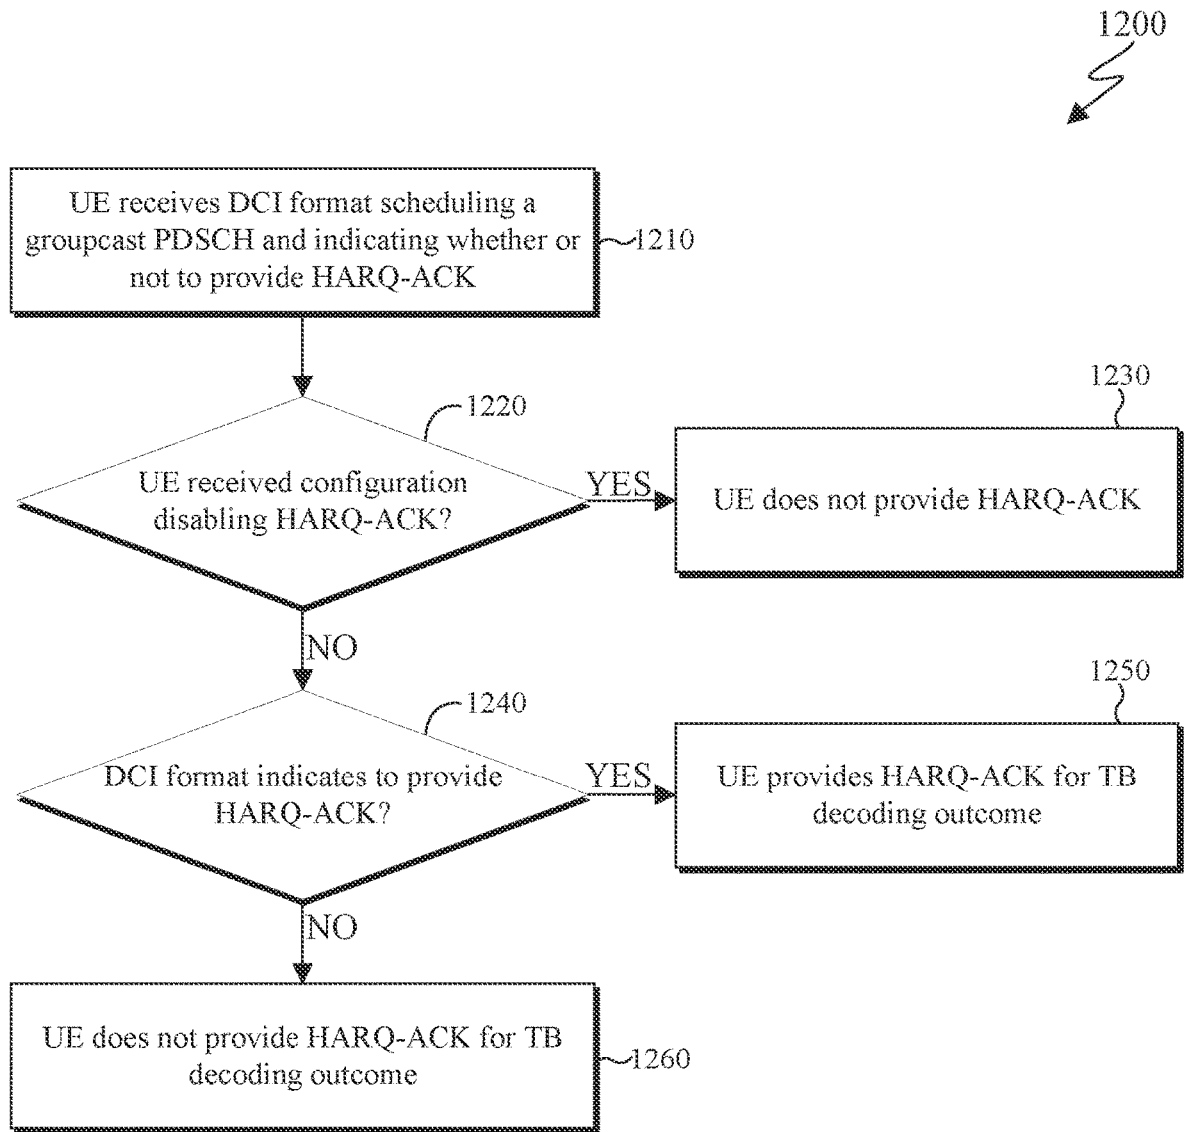 1200
UE receives DCI format scheduling a
groupcast PDSCH and indicating whether or
not to provide HARQ-ACK
1210
1220
UE received configuration
disabling HARQ-ACK?
YES
1230
UE does not provide HARQ-ACK
NO
1240
DCI format indicates to provide
HARQ-ACK?
YES
1250
UE provides HARQ-ACK for TB
decoding outcome
NO
UE does not provide HARQ-ACK for TB
decoding outcome
1260